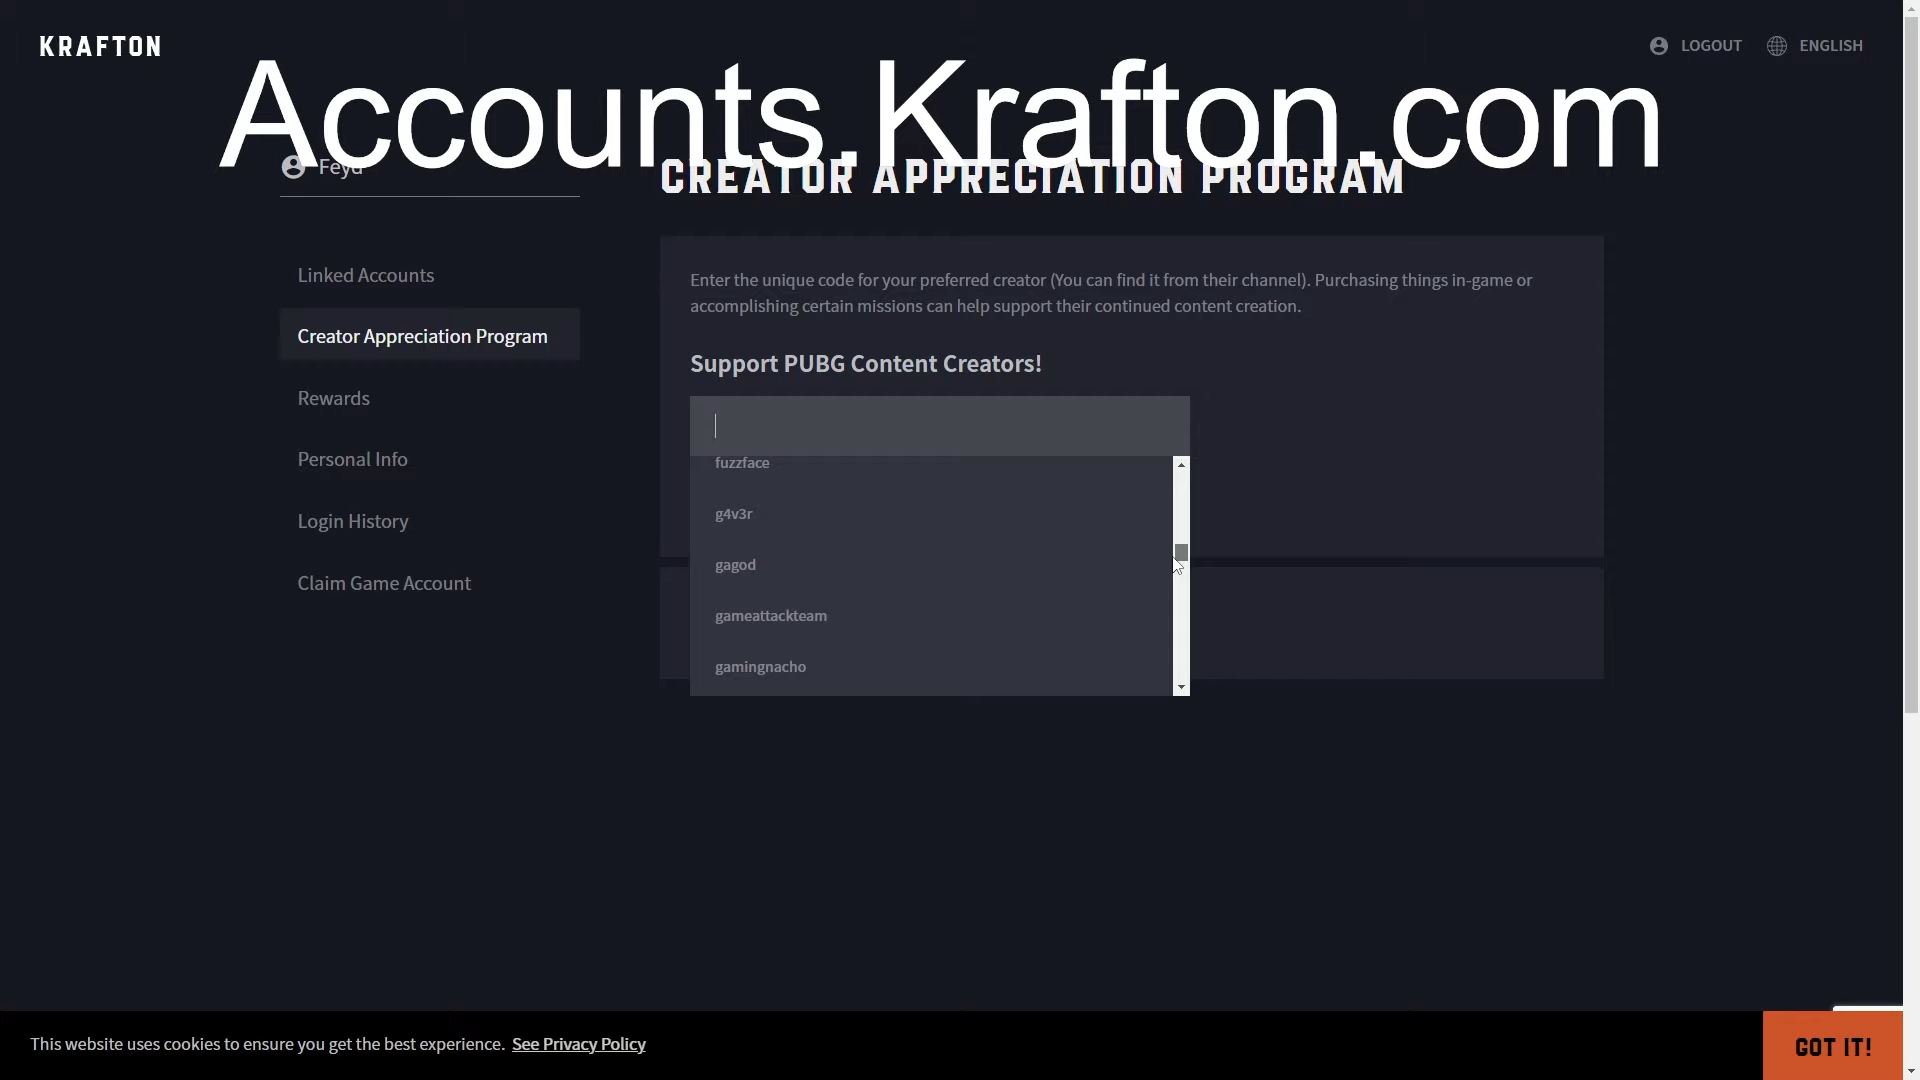 KRAFTON
LOGOUT
ENGLISH
Accounts.Krafton.com
Feyd
CREATOR APPRECIATION PROGRAM
Linked Accounts
Creator Appreciation Program
Rewards
Personal Info
Login History
Claim Game Account
Enter the unique code for your preferred creator (You can find it from their channel). Purchasing things in-game or
accomplishing certain missions can help support their continued content creation.
Support PUBG Content Creators!
fuzzface
g4v3r
gagod
gameattackteam
gamingnacho
This website uses cookies to ensure you get the best experience. See Privacy Policy
GOT IT!